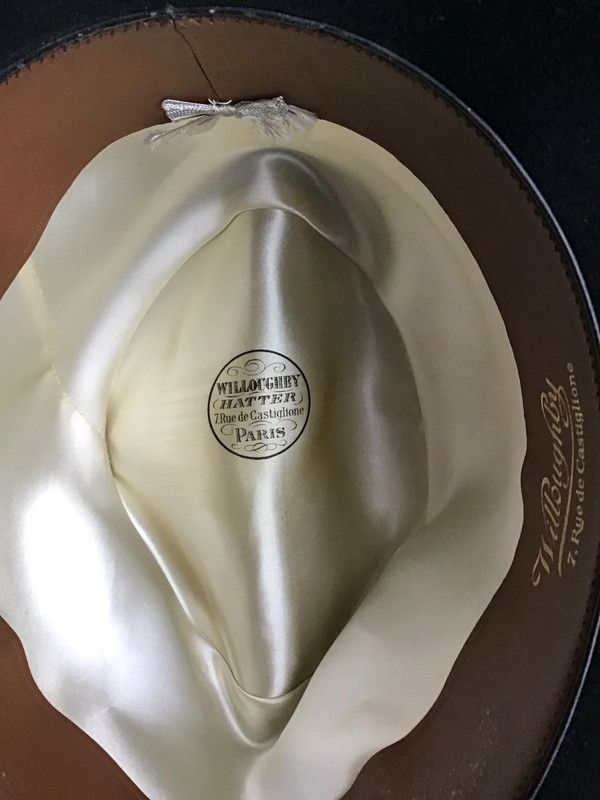 WILLOUGHBY
HATTER
7.Rue de Castiglione
PARIS
Willoughby
7. Rue de Castiglione